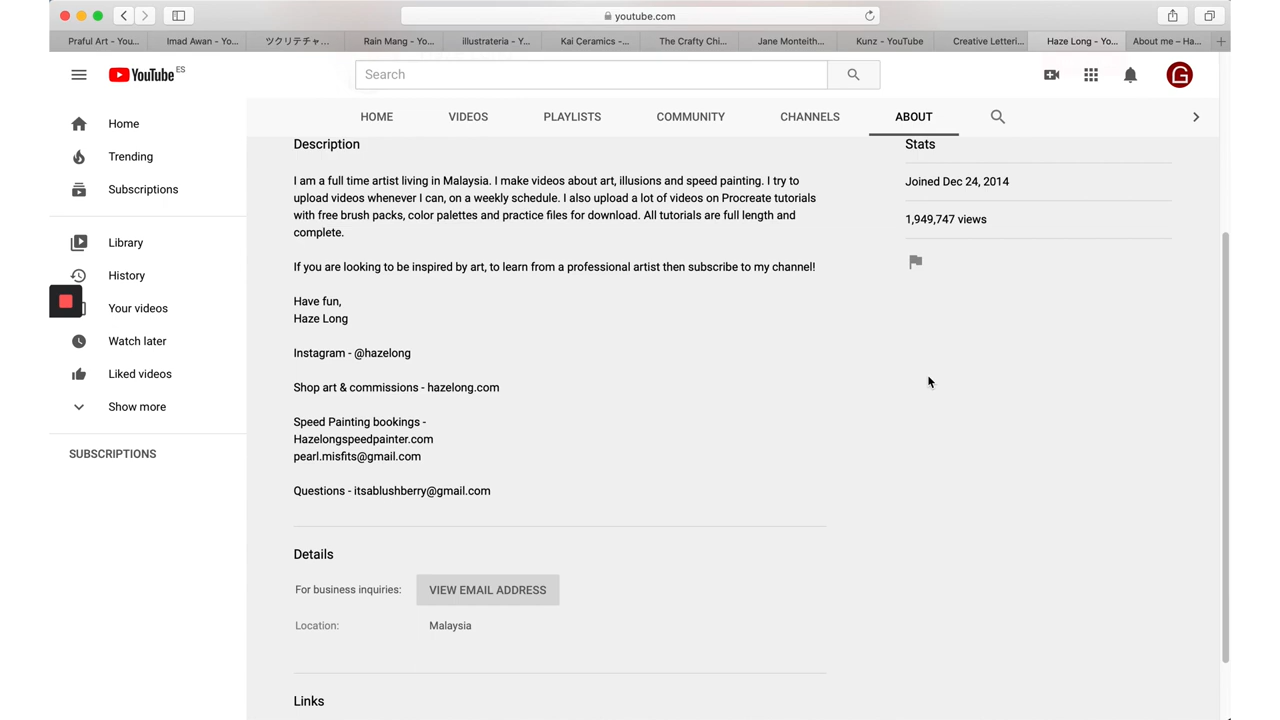 youtube.com
Praful Art - You...
Imad Awan - Yo...
ツクリテチャ...
Rain Mang - Yo...
illustrateria - Y...
Kai Ceramics -...
The Crafty Chi...
Jane Monteith...
Kunz - YouTube
Creative Letteri...
Haze Long - Yo...
About me – Ha...
YouTube ES
Search
G
HOME
VIDEOS
PLAYLISTS
COMMUNITY
CHANNELS
ABOUT
Home
Trending
Subscriptions
Library
History
Your videos
Watch later
Liked videos
Show more
SUBSCRIPTIONS
Description
I am a full time artist living in Malaysia. I make videos about art, illusions and speed painting. I try to
upload videos whenever I can, on a weekly schedule. I also upload a lot of videos on Procreate tutorials
with free brush packs, color palettes and practice files for download. All tutorials are full length and
complete.
If you are looking to be inspired by art, to learn from a professional artist then subscribe to my channel!
Have fun,
Haze Long
Instagram - @hazelong
Shop art & commissions - hazelong.com
Speed Painting bookings -
Hazelongspeedpainter.com
pearl.misfits@gmail.com
Questions - itsablushberry@gmail.com
Details
For business inquiries:
VIEW EMAIL ADDRESS
Location:
Malaysia
Links
Stats
Joined Dec 24, 2014
1,949,747 views